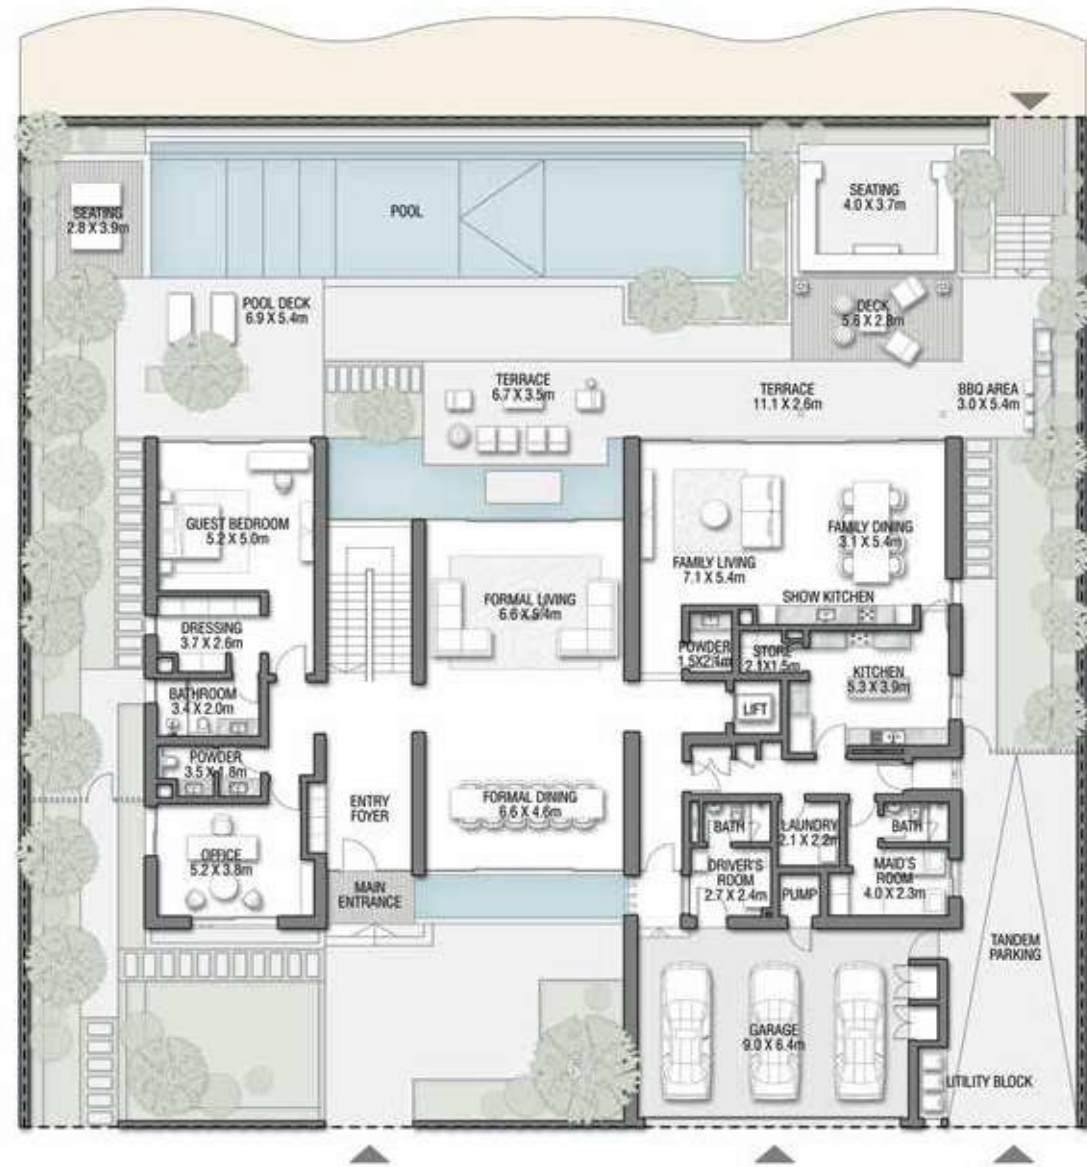 POOL
SEATING
4.0 X 3.7m
SEATING
2.8 X 3.9m
POOL DECK
6.9 X 5.4m
DECK
5.6 X 2.8m
TERRACE
6.7 X 3.5m
TERRACE
11.1 X 2.6m
BBQ AREA
3.0 X 5.4m
GUEST BEDROOM
5.2 X 5.0m
FAMILY DINING
3.1 X 5.4m
FAMILY LIVING
7.1 X 5.4m
FORMAL LIVING
6.6 X 5.4m
SHOW KITCHEN
DRESSING
3.7 X 2.6m
POWDER
1.5X2.4m
STORE
2.1X1.5m
KITCHEN
5.3 X 3.9m
BATHROOM
3.4 X 2.0m
LIFT
POWDER
3.5 X 1.8m
ENTRY
FOYER
FORMAL DINING
6.6 X 4.6m
BATH
LAUNDRY
2.1 X 2.2m
BATH
OFFICE
5.2 X 3.8m
DRIVER'S
ROOM
2.7 X 2.4m
MAID'S
ROOM
4.0 X 2.3m
MAIN
ENTRANCE
PUMP
TANDEM
PARKING
GARAGE
9.0 X 6.4m
UTILITY BLOCK